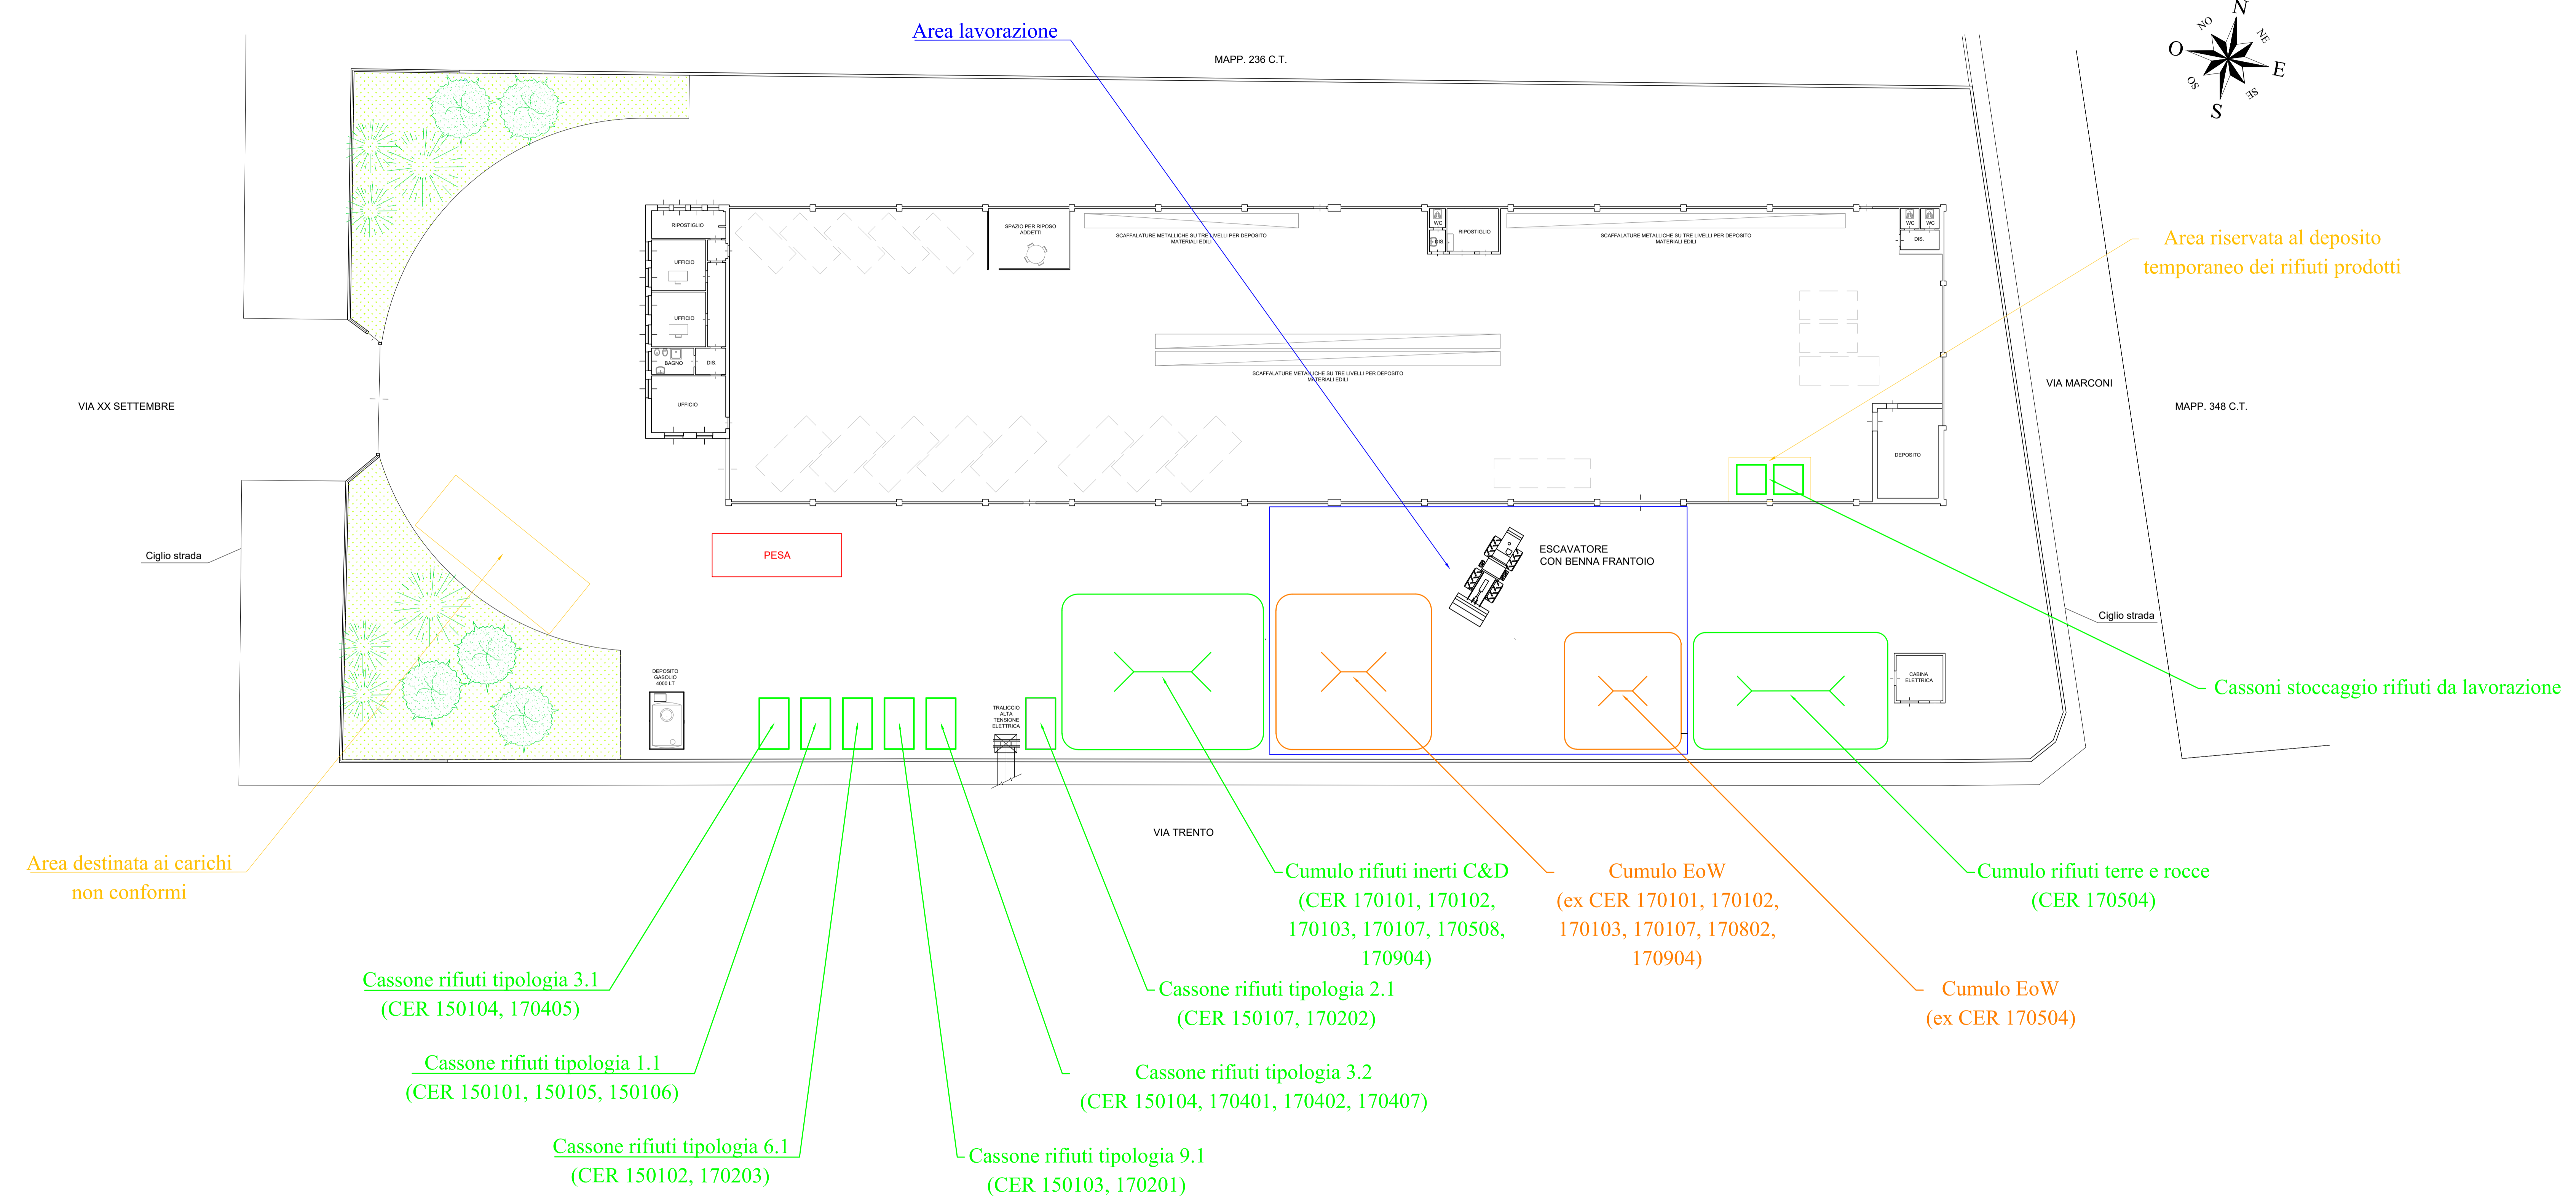 Area lavorazione
MAPP. 236 C.T.
N
NO
NE
O
E
SO
SE
S
RIPOSTIGLIO
SPAZIO PER RIPOSO
ADDETTI
SCAFFALATURE METALLICHE SU TRE LIVELLI PER DEPOSITO
MATERIALI EDILI
WC
DIS.
RIPOSTIGLIO
SCAFFALATURE METALLICHE SU TRE LIVELLI PER DEPOSITO
MATERIALI EDILI
WC
WC
DIS.
Area riservata al deposito
temporaneo dei rifiuti prodotti
UFFICIO
UFFICIO
BAGNO
DIS.
UFFICIO
SCAFFALATURE METALLICHE SU TRE LIVELLI PER DEPOSITO
MATERIALI EDILI
VIA XX SETTEMBRE
VIA MARCONI
MAPP. 348 C.T.
DEPOSITO
Ciglio strada
PESA
ESCAVATORE
CON BENNA FRANTOIO
Ciglio strada
DEPOSITO
GASOLIO
4000 LT
TRALICCIO
ALTA
TENSIONE
ELETTRICA
CABINA
ELETTRICA
Cassoni stoccaggio rifiuti da lavorazione
VIA TRENTO
Area destinata ai carichi
non conformi
Cumulo rifiuti inerti C&D
(CER 170101, 170102,
170103, 170107, 170508,
170904)
Cumulo EoW
(ex CER 170101, 170102,
170103, 170107, 170802,
170904)
Cumulo rifiuti terre e rocce
(CER 170504)
Cassone rifiuti tipologia 3.1
(CER 150104, 170405)
Cassone rifiuti tipologia 2.1
(CER 150107, 170202)
Cumulo EoW
(ex CER 170504)
Cassone rifiuti tipologia 1.1
(CER 150101, 150105, 150106)
Cassone rifiuti tipologia 3.2
(CER 150104, 170401, 170402, 170407)
Cassone rifiuti tipologia 6.1
(CER 150102, 170203)
Cassone rifiuti tipologia 9.1
(CER 150103, 170201)